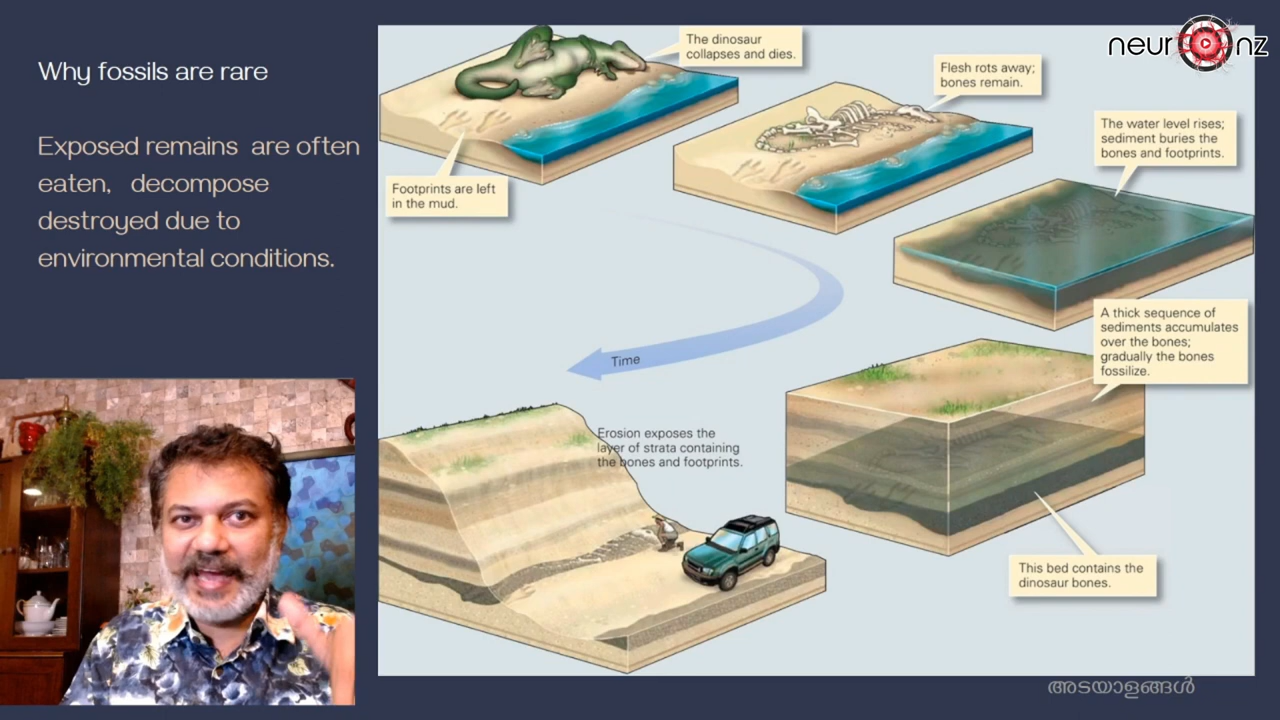 Why fossils are rare
Exposed remains are often
eaten, decompose
destroyed due to
environmental conditions.
The dinosaur
collapses and dies.
Footprints are left
in the mud.
Flesh rots away;
bones remain.
The water level rises;
sediment buries the
bones and footprints.
A thick sequence of
sediments accumulates
over the bones;
gradually the bones
fossilize.
This bed contains the
dinosaur bones.
Time
Erosion exposes the
layer of strata containing
the bones and footprints.
neuronz
അടയാളങ്ങൾ